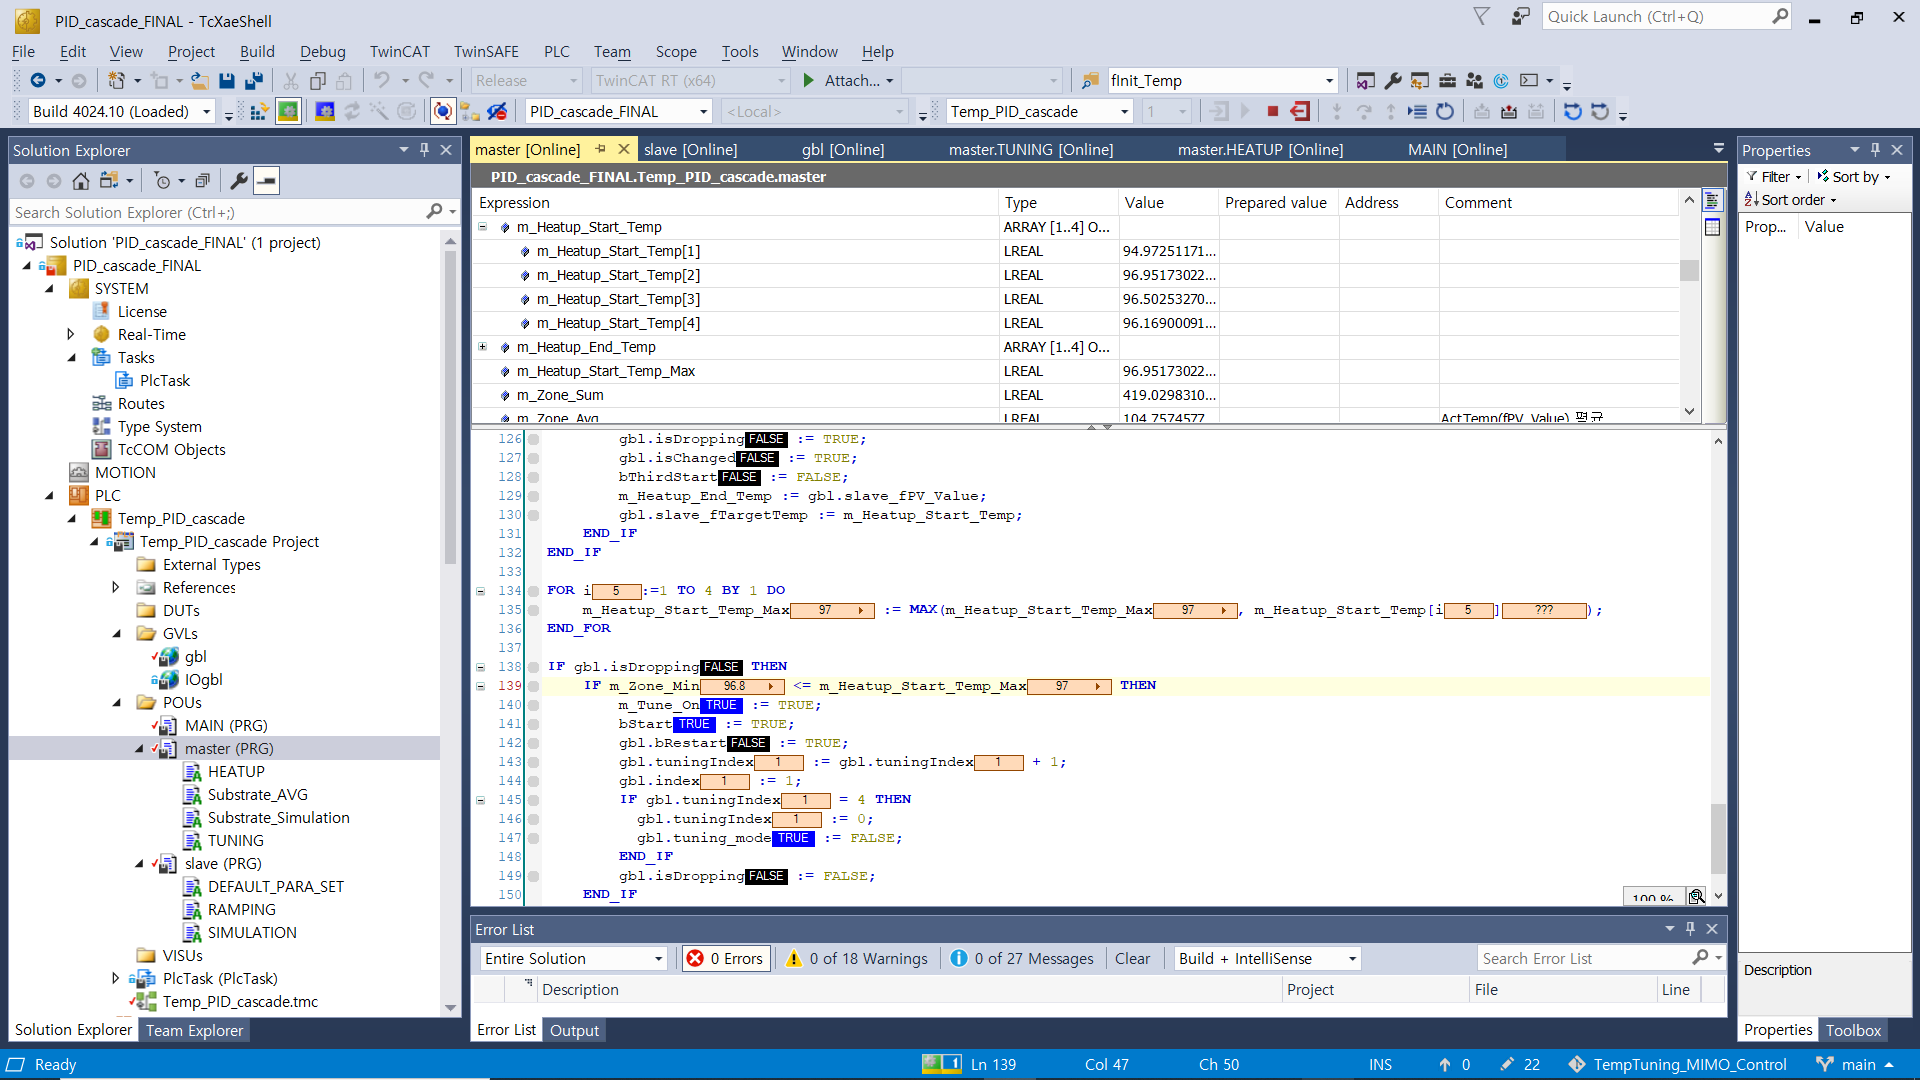 PID_cascade_FINAL - TcXaeShell
Quick Launch (Ctrl+Q)
File Edit View Project Build Debug TwinCAT TwinSAFE PLC Team Scope Tools Window Help
Release TwinCAT RT (x64) Attach... fInit_Temp
Build 4024.10 (Loaded) PID_cascade_FINAL <Local> Temp_PID_cascade 1
Solution Explorer
Search Solution Explorer (Ctrl+;)
Solution 'PID_cascade_FINAL' (1 project)
PID_cascade_FINAL
SYSTEM
License
Real-Time
Tasks
PlcTask
Routes
Type System
TcCOM Objects
MOTION
PLC
Temp_PID_cascade
Temp_PID_cascade Project
External Types
References
DUTs
GVLs
gbl
IOgbl
POUs
MAIN (PRG)
master (PRG)
HEATUP
Substrate_AVG
Substrate_Simulation
TUNING
slave (PRG)
DEFAULT_PARA_SET
RAMPING
SIMULATION
VISUs
PlcTask (PlcTask)
Temp_PID_cascade.tmc
Solution Explorer Team Explorer
master [Online] slave [Online] gbl [Online] master.TUNING [Online] master.HEATUP [Online] MAIN [Online]
PID_cascade_FINAL.Temp_PID_cascade.master
Expression Type Value Prepared value Address Comment
m_Heatup_Start_Temp ARRAY [1..4] O...
m_Heatup_Start_Temp[1] LREAL 94.97251171...
m_Heatup_Start_Temp[2] LREAL 96.95173022...
m_Heatup_Start_Temp[3] LREAL 96.50253270...
m_Heatup_Start_Temp[4] LREAL 96.16900091...
m_Heatup_End_Temp ARRAY [1..4] O...
m_Heatup_Start_Temp_Max LREAL 96.95173022...
m_Zone_Sum LREAL 419.0298310...
m_Zone_Avg LREAL 104.7574577 ActTemp(fPV_Value) 평균
126 gbl.isDropping FALSE := TRUE;
127 gbl.isChanged FALSE := TRUE;
128 bThirdStart FALSE := FALSE;
129 m_Heatup_End_Temp := gbl.slave_fPV_Value;
130 gbl.slave_fTargetTemp := m_Heatup_Start_Temp;
131 END_IF
132 END_IF
133
134 FOR i 5 :=1 TO 4 BY 1 DO
135 m_Heatup_Start_Temp_Max 97 := MAX(m_Heatup_Start_Temp_Max 97 , m_Heatup_Start_Temp[i 5 ] ??? );
136 END_FOR
137
138 IF gbl.isDropping FALSE THEN
139 IF m_Zone_Min 96.8 <= m_Heatup_Start_Temp_Max 97 THEN
140 m_Tune_On TRUE := TRUE;
141 bStart TRUE := TRUE;
142 gbl.bRestart FALSE := TRUE;
143 gbl.tuningIndex 1 := gbl.tuningIndex 1 + 1;
144 gbl.index 1 := 1;
145 IF gbl.tuningIndex 1 = 4 THEN
146 gbl.tuningIndex 1 := 0;
147 gbl.tuning_mode TRUE := FALSE;
148 END_IF
149 gbl.isDropping FALSE := FALSE;
150 END_IF
100 %
Error List
Entire Solution 0 Errors 0 of 18 Warnings 0 of 27 Messages Clear Build + IntelliSense Search Error List
Description Project File Line
Error List Output
Properties
Filter Sort by
Sort order
Prop... Value
Description
Properties Toolbox
Ready 1 Ln 139 Col 47 Ch 50 INS 0 22 TempTuning_MIMO_Control main